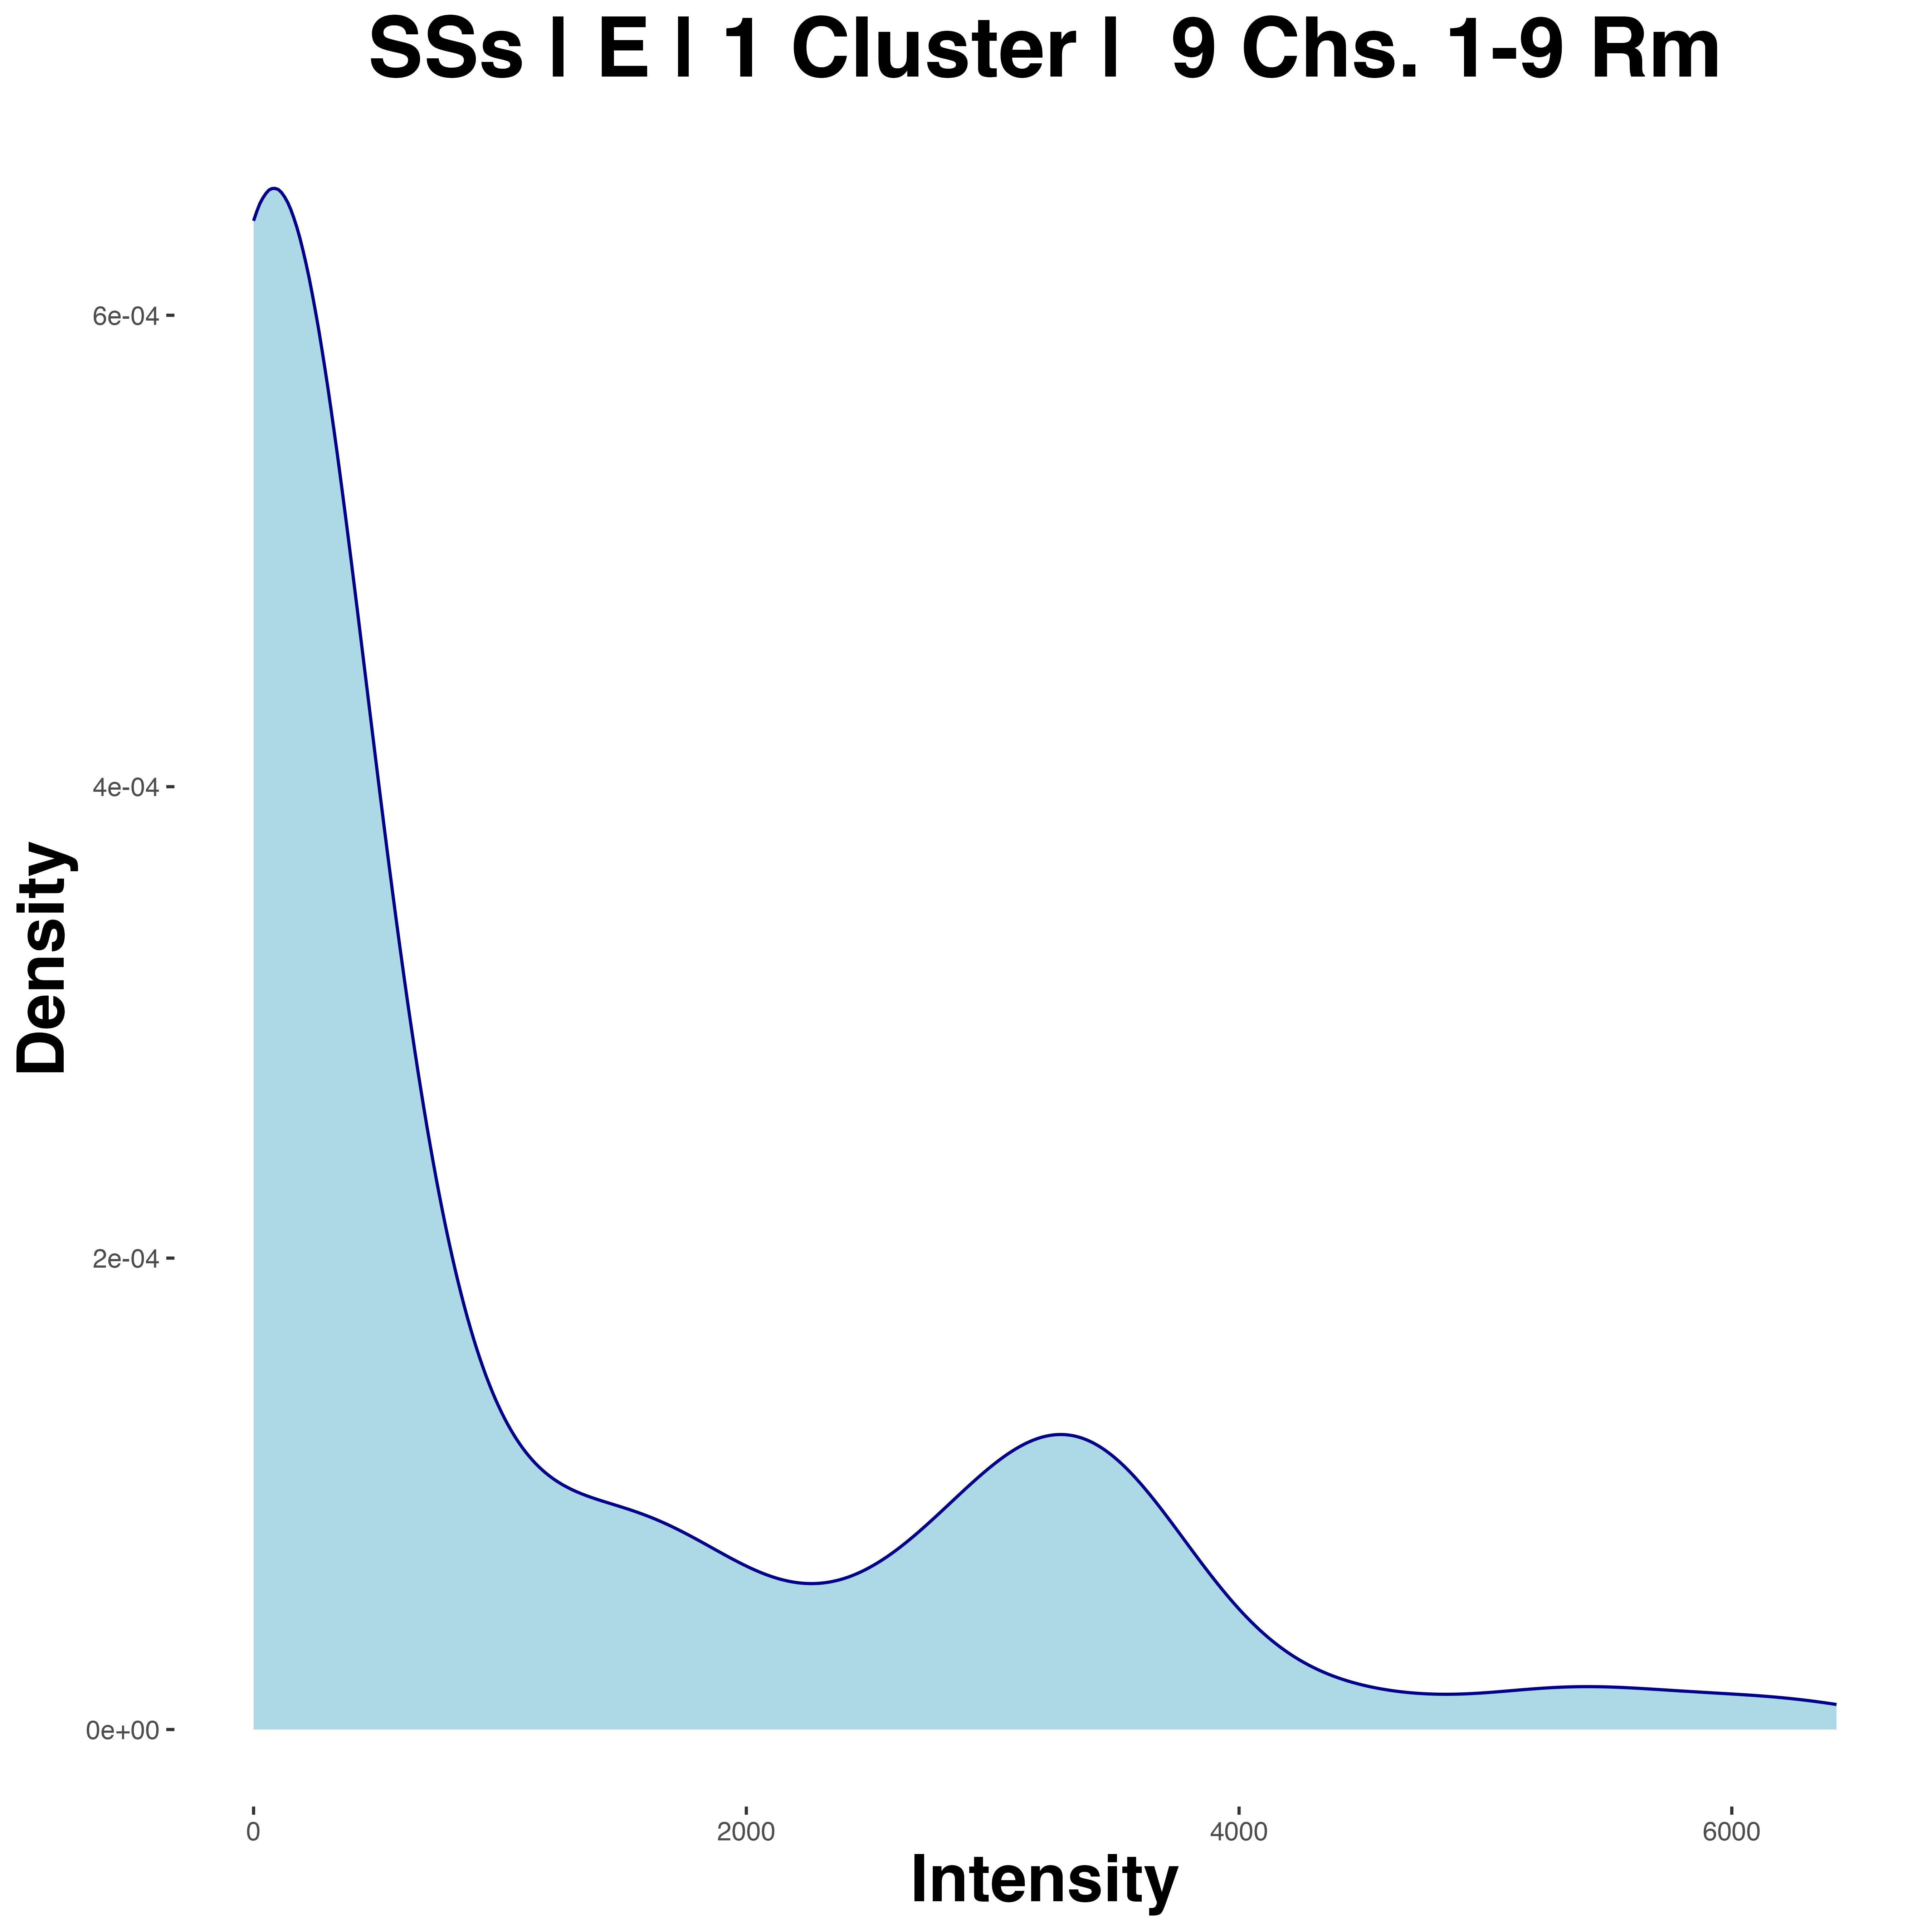 SSs | E | 1 Cluster |  9 Chs. 1-9 Rm
6e-04
4e-04
2e-04
0e+00
Density
0 2000 4000 6000
Intensity